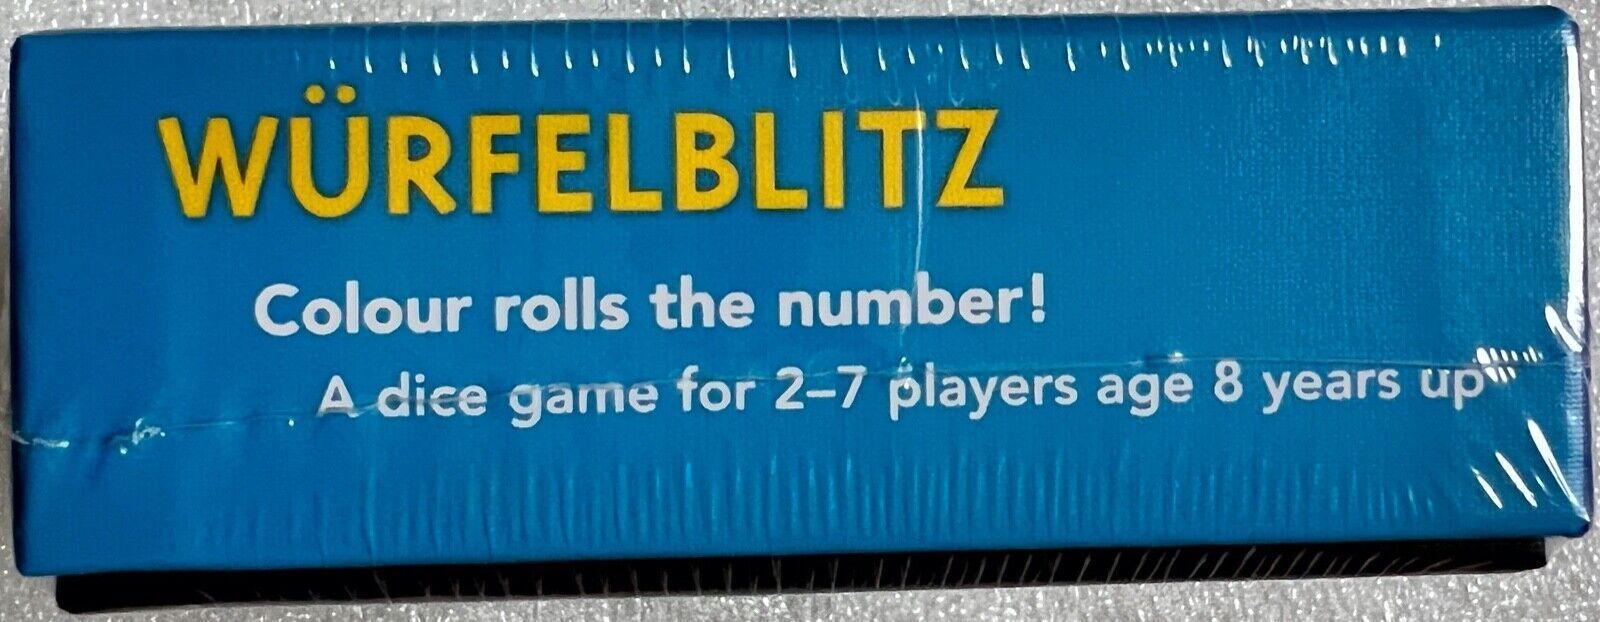 WÜRFELBLITZ
Colour rolls the number!
A dice game for 2–7 players age 8 years up